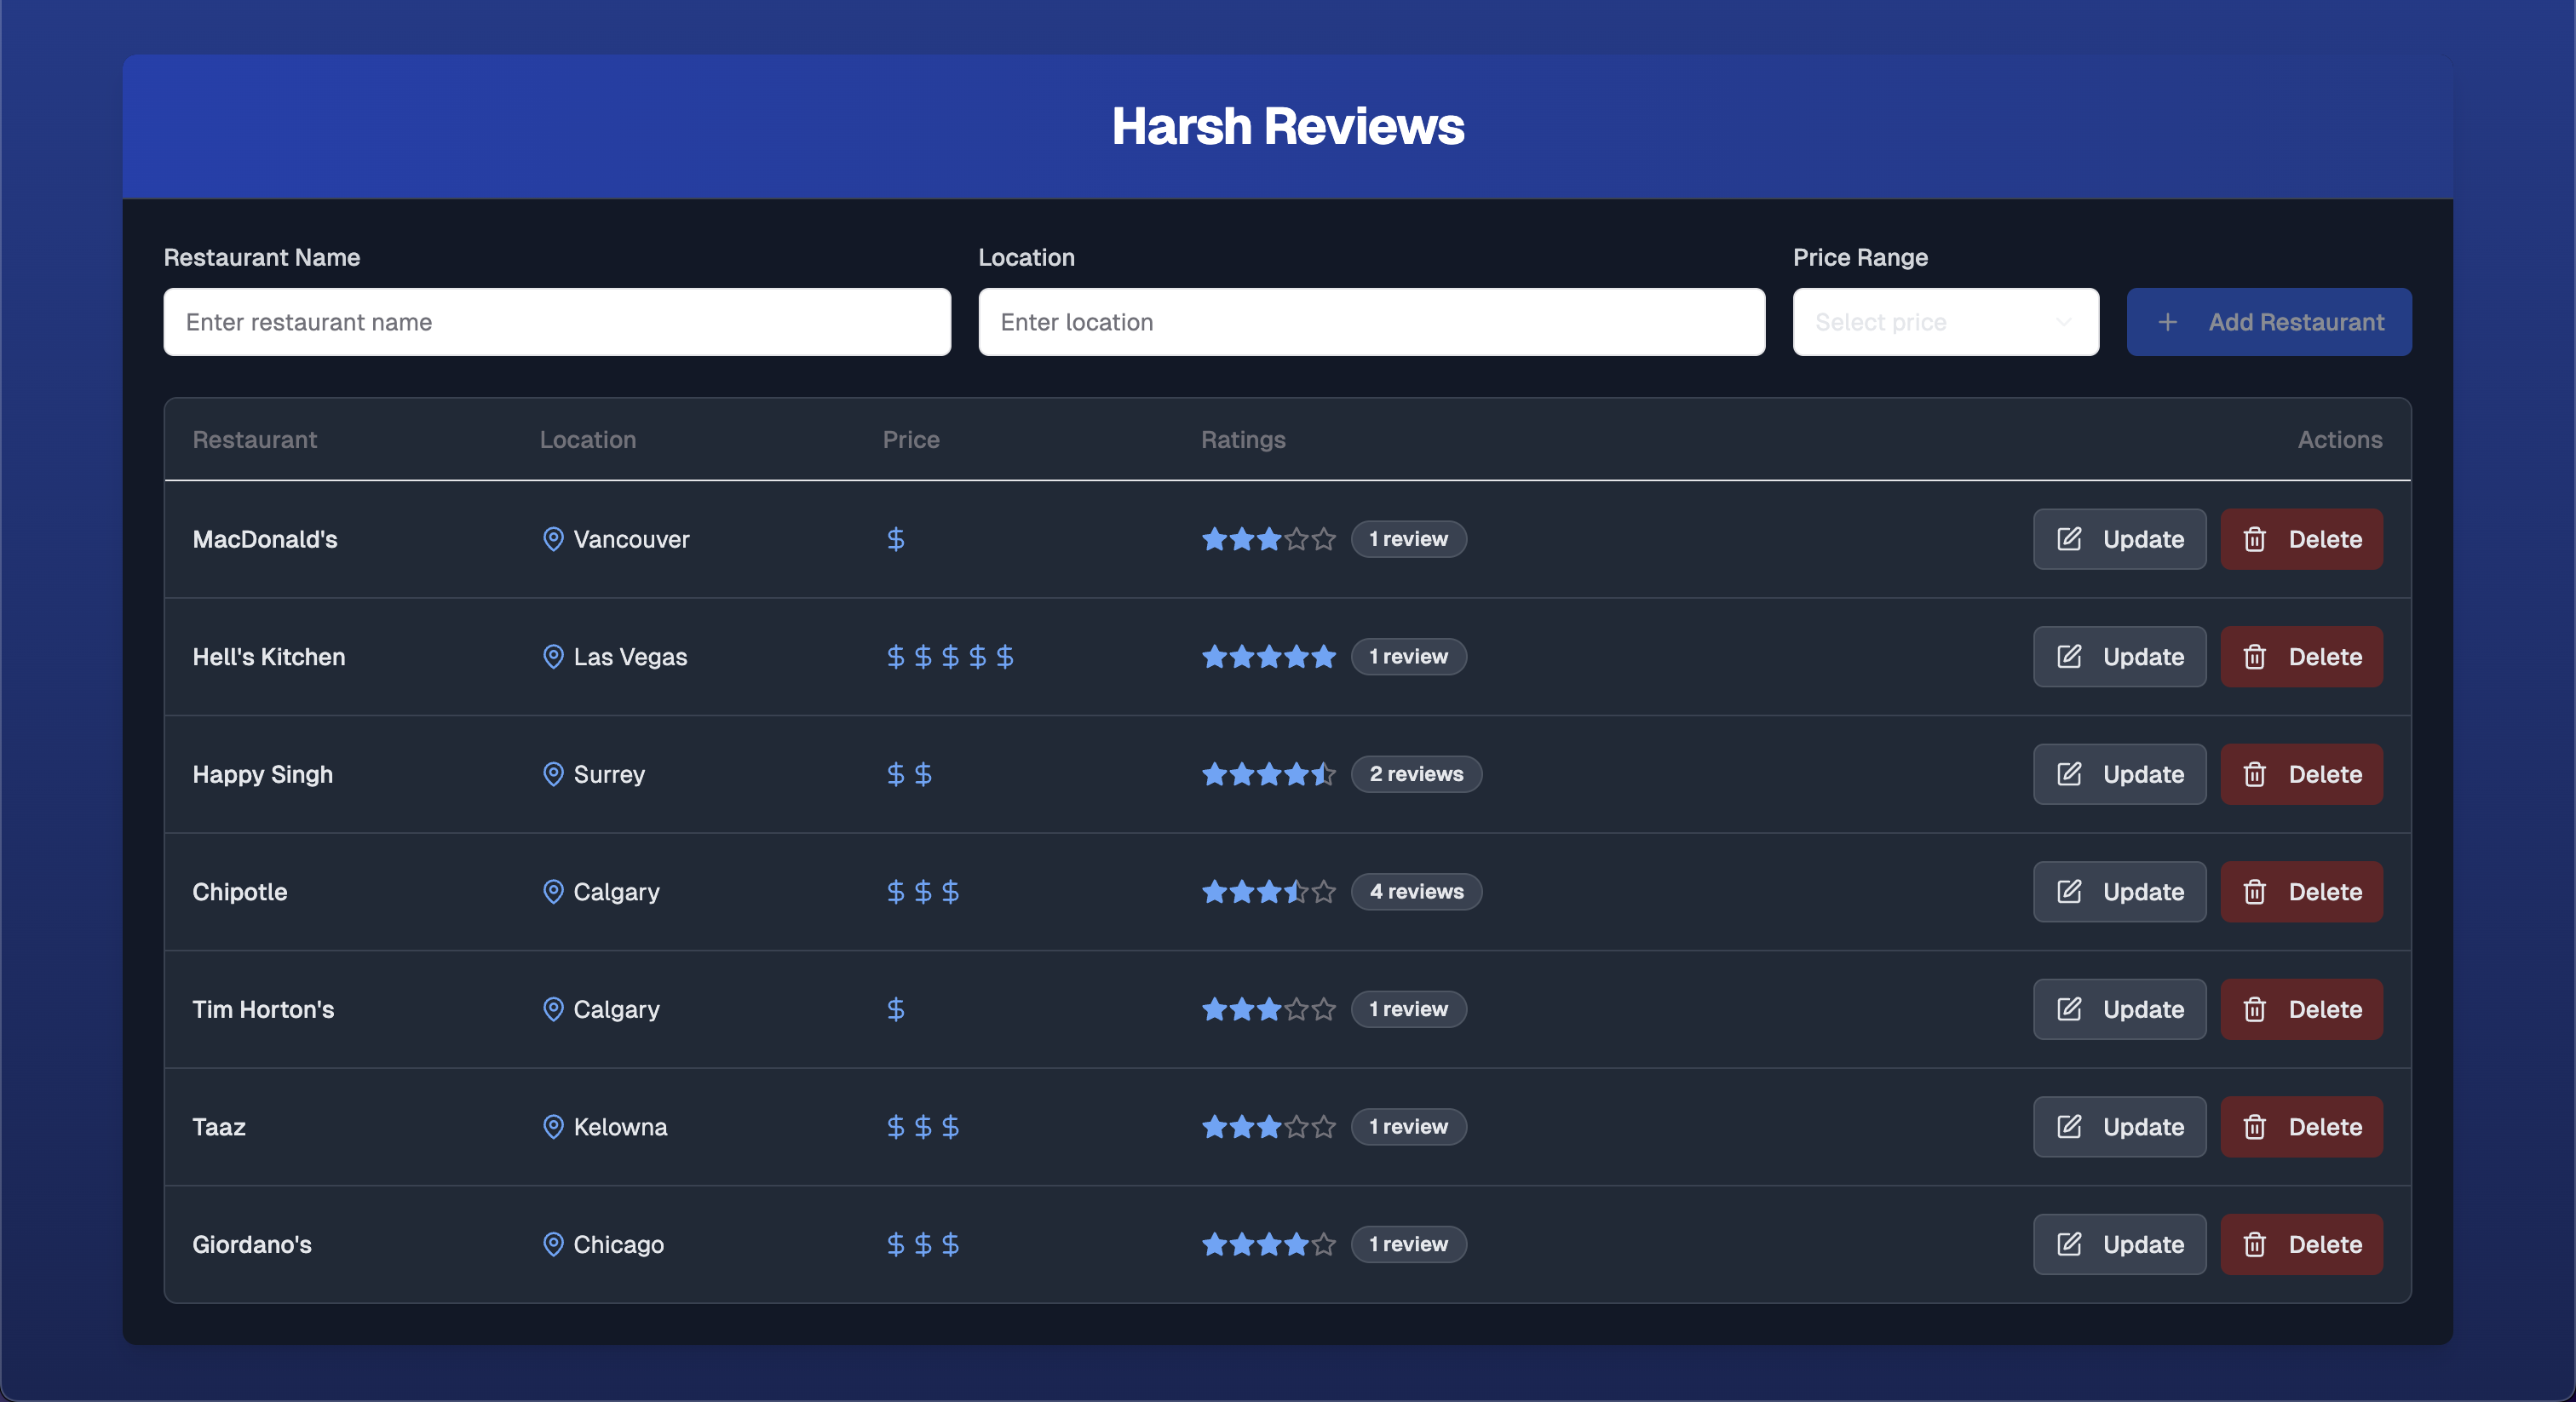 Harsh Reviews
Restaurant Name Location Price Range
Enter restaurant name Enter location Select price + Add Restaurant
Restaurant Location Price Ratings Actions
MacDonald's Vancouver $ 1 review Update Delete
Hell's Kitchen Las Vegas $ $ $ $ $ 1 review Update Delete
Happy Singh Surrey $ $ 2 reviews Update Delete
Chipotle Calgary $ $ $ 4 reviews Update Delete
Tim Horton's Calgary $ 1 review Update Delete
Taaz Kelowna $ $ $ 1 review Update Delete
Giordano's Chicago $ $ $ 1 review Update Delete